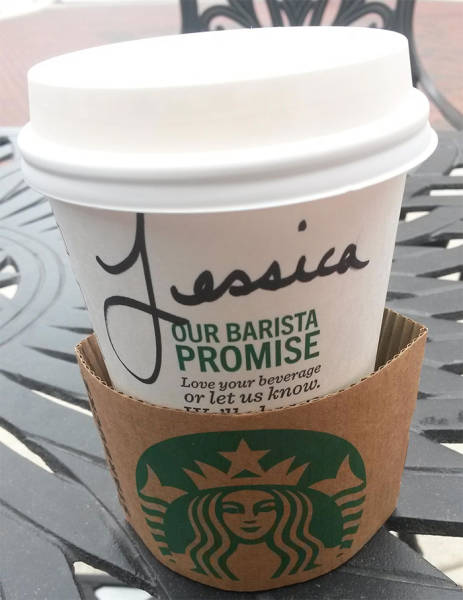 Jessica
OUR BARISTA
PROMISE
Love your beverage
or let us know.